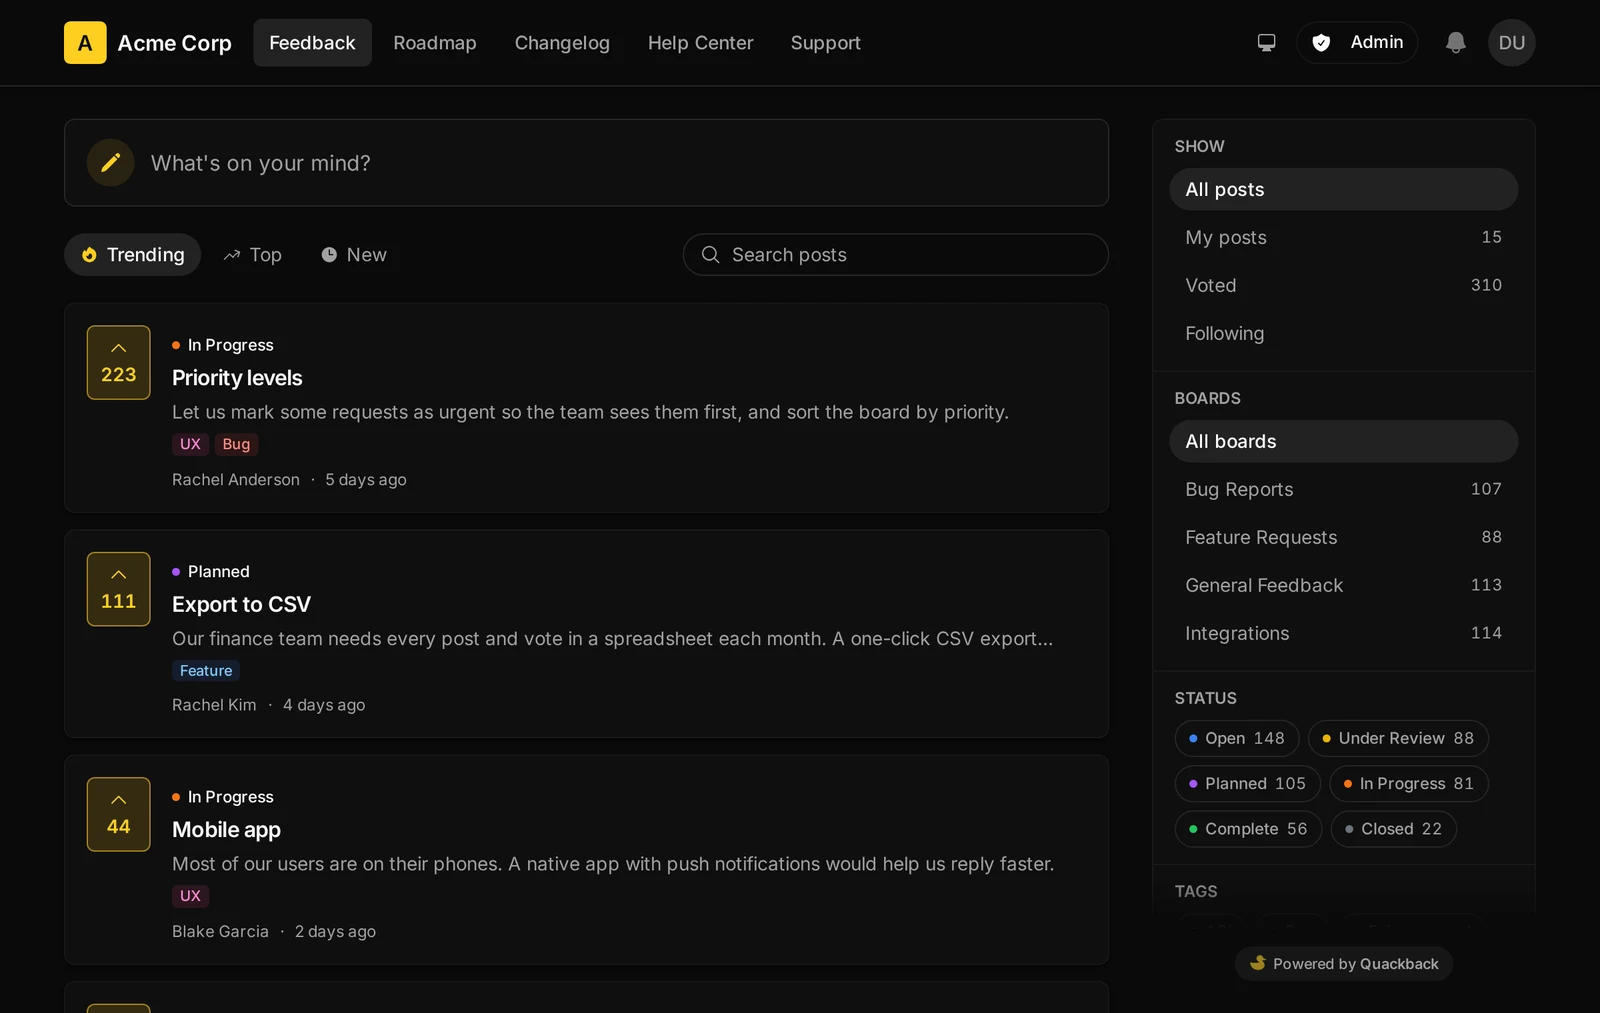 A Acme Corp Feedback Roadmap Changelog Help Center Support Admin DU
What's on your mind?
Trending Top New Search posts
223
In Progress
Priority levels
Let us mark some requests as urgent so the team sees them first, and sort the board by priority.
UX Bug
Rachel Anderson · 5 days ago
111
Planned
Export to CSV
Our finance team needs every post and vote in a spreadsheet each month. A one-click CSV export...
Feature
Rachel Kim · 4 days ago
44
In Progress
Mobile app
Most of our users are on their phones. A native app with push notifications would help us reply faster.
UX
Blake Garcia · 2 days ago
SHOW
All posts
My posts 15
Voted 310
Following
BOARDS
All boards
Bug Reports 107
Feature Requests 88
General Feedback 113
Integrations 114
STATUS
Open 148 Under Review 88
Planned 105 In Progress 81
Complete 56 Closed 22
TAGS
Powered by Quackback